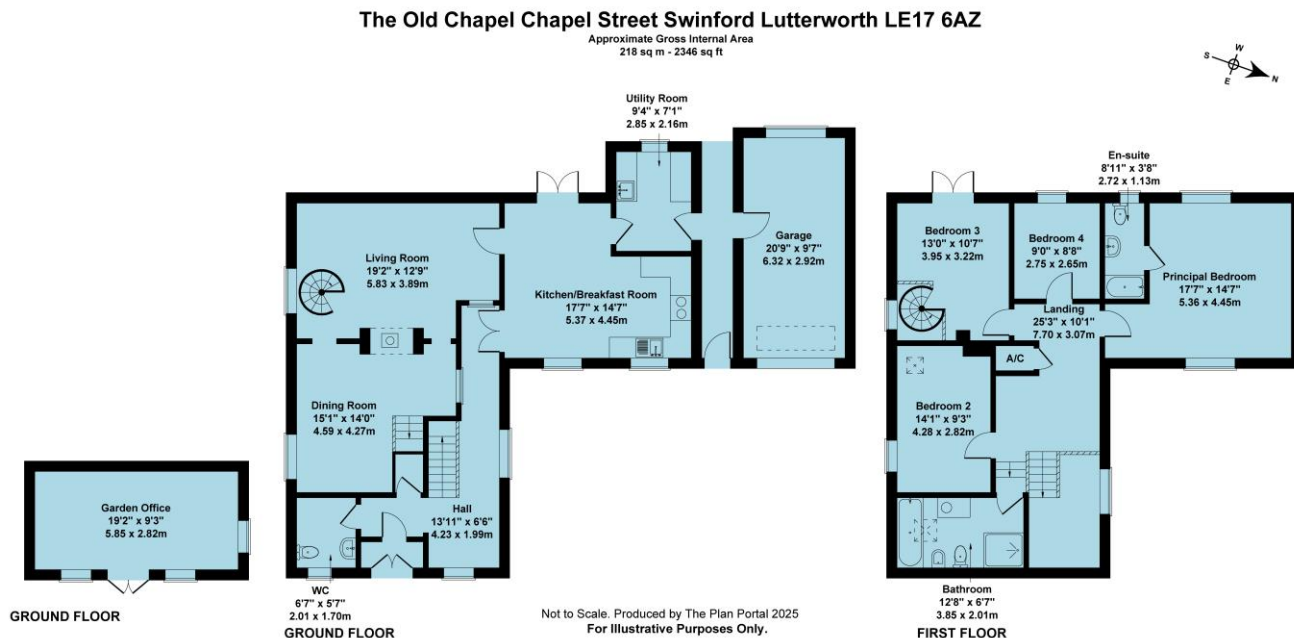 The Old Chapel Chapel Street Swinford Lutterworth LE17 6AZ
Approximate Gross Internal Area
218 sq m - 2346 sq ft
S
W
E
N
Utility Room
9'4" x 7'1"
2.85 x 2.16m
Living Room
19'2" x 12'9"
5.83 x 3.89m
Kitchen/Breakfast Room
17'7" x 14'7"
5.37 x 4.45m
Garage
20'9" x 9'7"
6.32 x 2.92m
Dining Room
15'1" x 14'0"
4.59 x 4.27m
Hall
13'11" x 6'6"
4.23 x 1.99m
WC
6'7" x 5'7"
2.01 x 1.70m
GROUND FLOOR
Garden Office
19'2" x 9'3"
5.85 x 2.82m
GROUND FLOOR
En-suite
8'11" x 3'8"
2.72 x 1.13m
Bedroom 3
13'0" x 10'7"
3.95 x 3.22m
Bedroom 4
9'0" x 8'8"
2.75 x 2.65m
Principal Bedroom
17'7" x 14'7"
5.36 x 4.45m
Landing
25'3" x 10'1"
7.70 x 3.07m
A/C
Bedroom 2
14'1" x 9'3"
4.28 x 2.82m
Bathroom
12'8" x 6'7"
3.85 x 2.01m
FIRST FLOOR
Not to Scale. Produced by The Plan Portal 2025
For Illustrative Purposes Only.